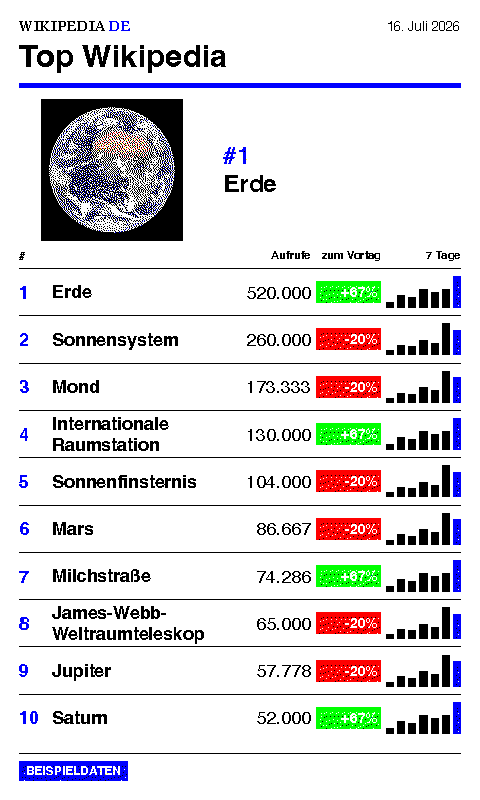 WIKIPEDIA DE
16. Juli 2026
Top Wikipedia
#1
Erde
# Aufrufe zum Vortag 7 Tage
1 Erde 520.000 +67%
2 Sonnensystem 260.000 -20%
3 Mond 173.333 -20%
4 Internationale Raumstation 130.000 +67%
5 Sonnenfinsternis 104.000 -20%
6 Mars 86.667 -20%
7 Milchstraße 74.286 +67%
8 James-Webb-
Weltraumteleskop 65.000 -20%
9 Jupiter 57.778 -20%
10 Saturn 52.000 +67%
BEISPIELDATEN